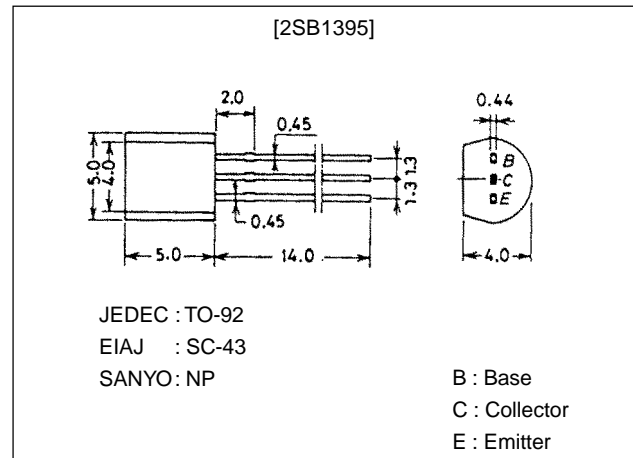 [2SB1395]
2.0
0.45
0.44
5.0
4.0
1.3
1.3
B
C
E
0.45
5.0
14.0
4.0
JEDEC : TO-92
EIAJ : SC-43
SANYO : NP
B : Base
C : Collector
E : Emitter